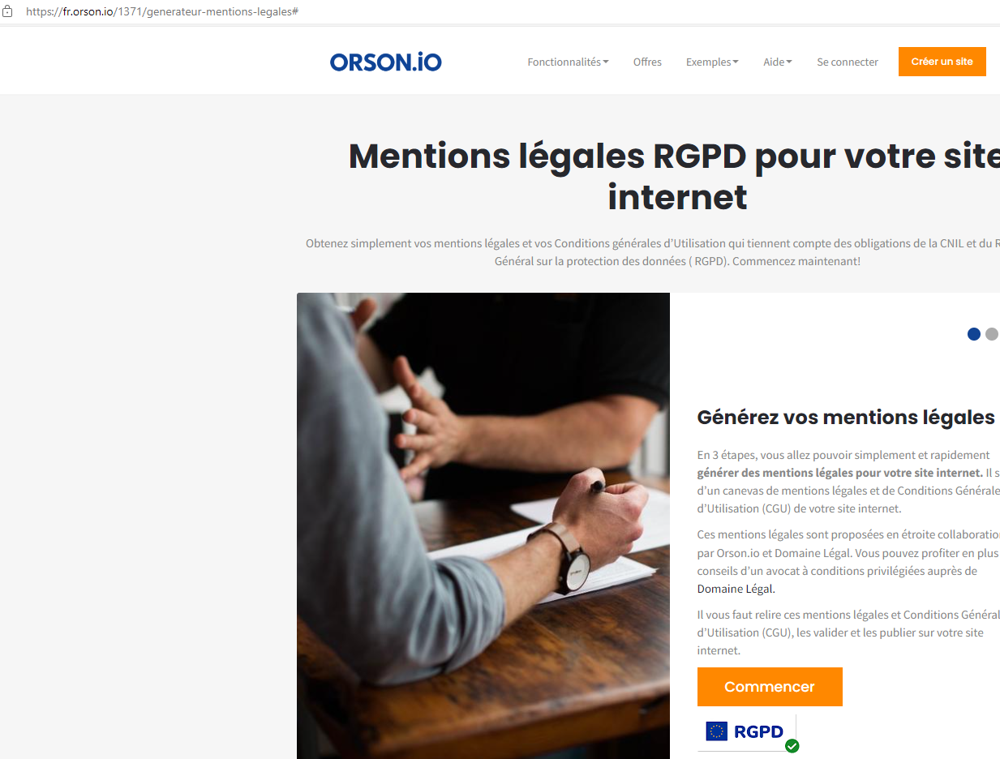 https://fr.orson.io/1371/generateur-mentions-legales#
ORSON.iO
Fonctionnalités
Offres
Exemples
Aide
Se connecter
Créer un site
Mentions légales RGPD pour votre site
internet
Obtenez simplement vos mentions légales et vos Conditions générales d'Utilisation qui tiennent compte des obligations de la CNIL et du R
Général sur la protection des données ( RGPD). Commencez maintenant!
Générez vos mentions légales
En 3 étapes, vous allez pouvoir simplement et rapidement
générer des mentions légales pour votre site internet. Il s
d'un canevas de mentions légales et de Conditions Générale
d'Utilisation (CGU) de votre site internet.
Ces mentions légales sont proposées en étroite collaboratio
par Orson.io et Domaine Légal. Vous pouvez profiter en plus
conseils d'un avocat à conditions privilégiées auprès de
Domaine Légal.
Il vous faut relire ces mentions légales et Conditions Général
d'Utilisation (CGU), les valider et les publier sur votre site
internet.
Commencer
RGPD